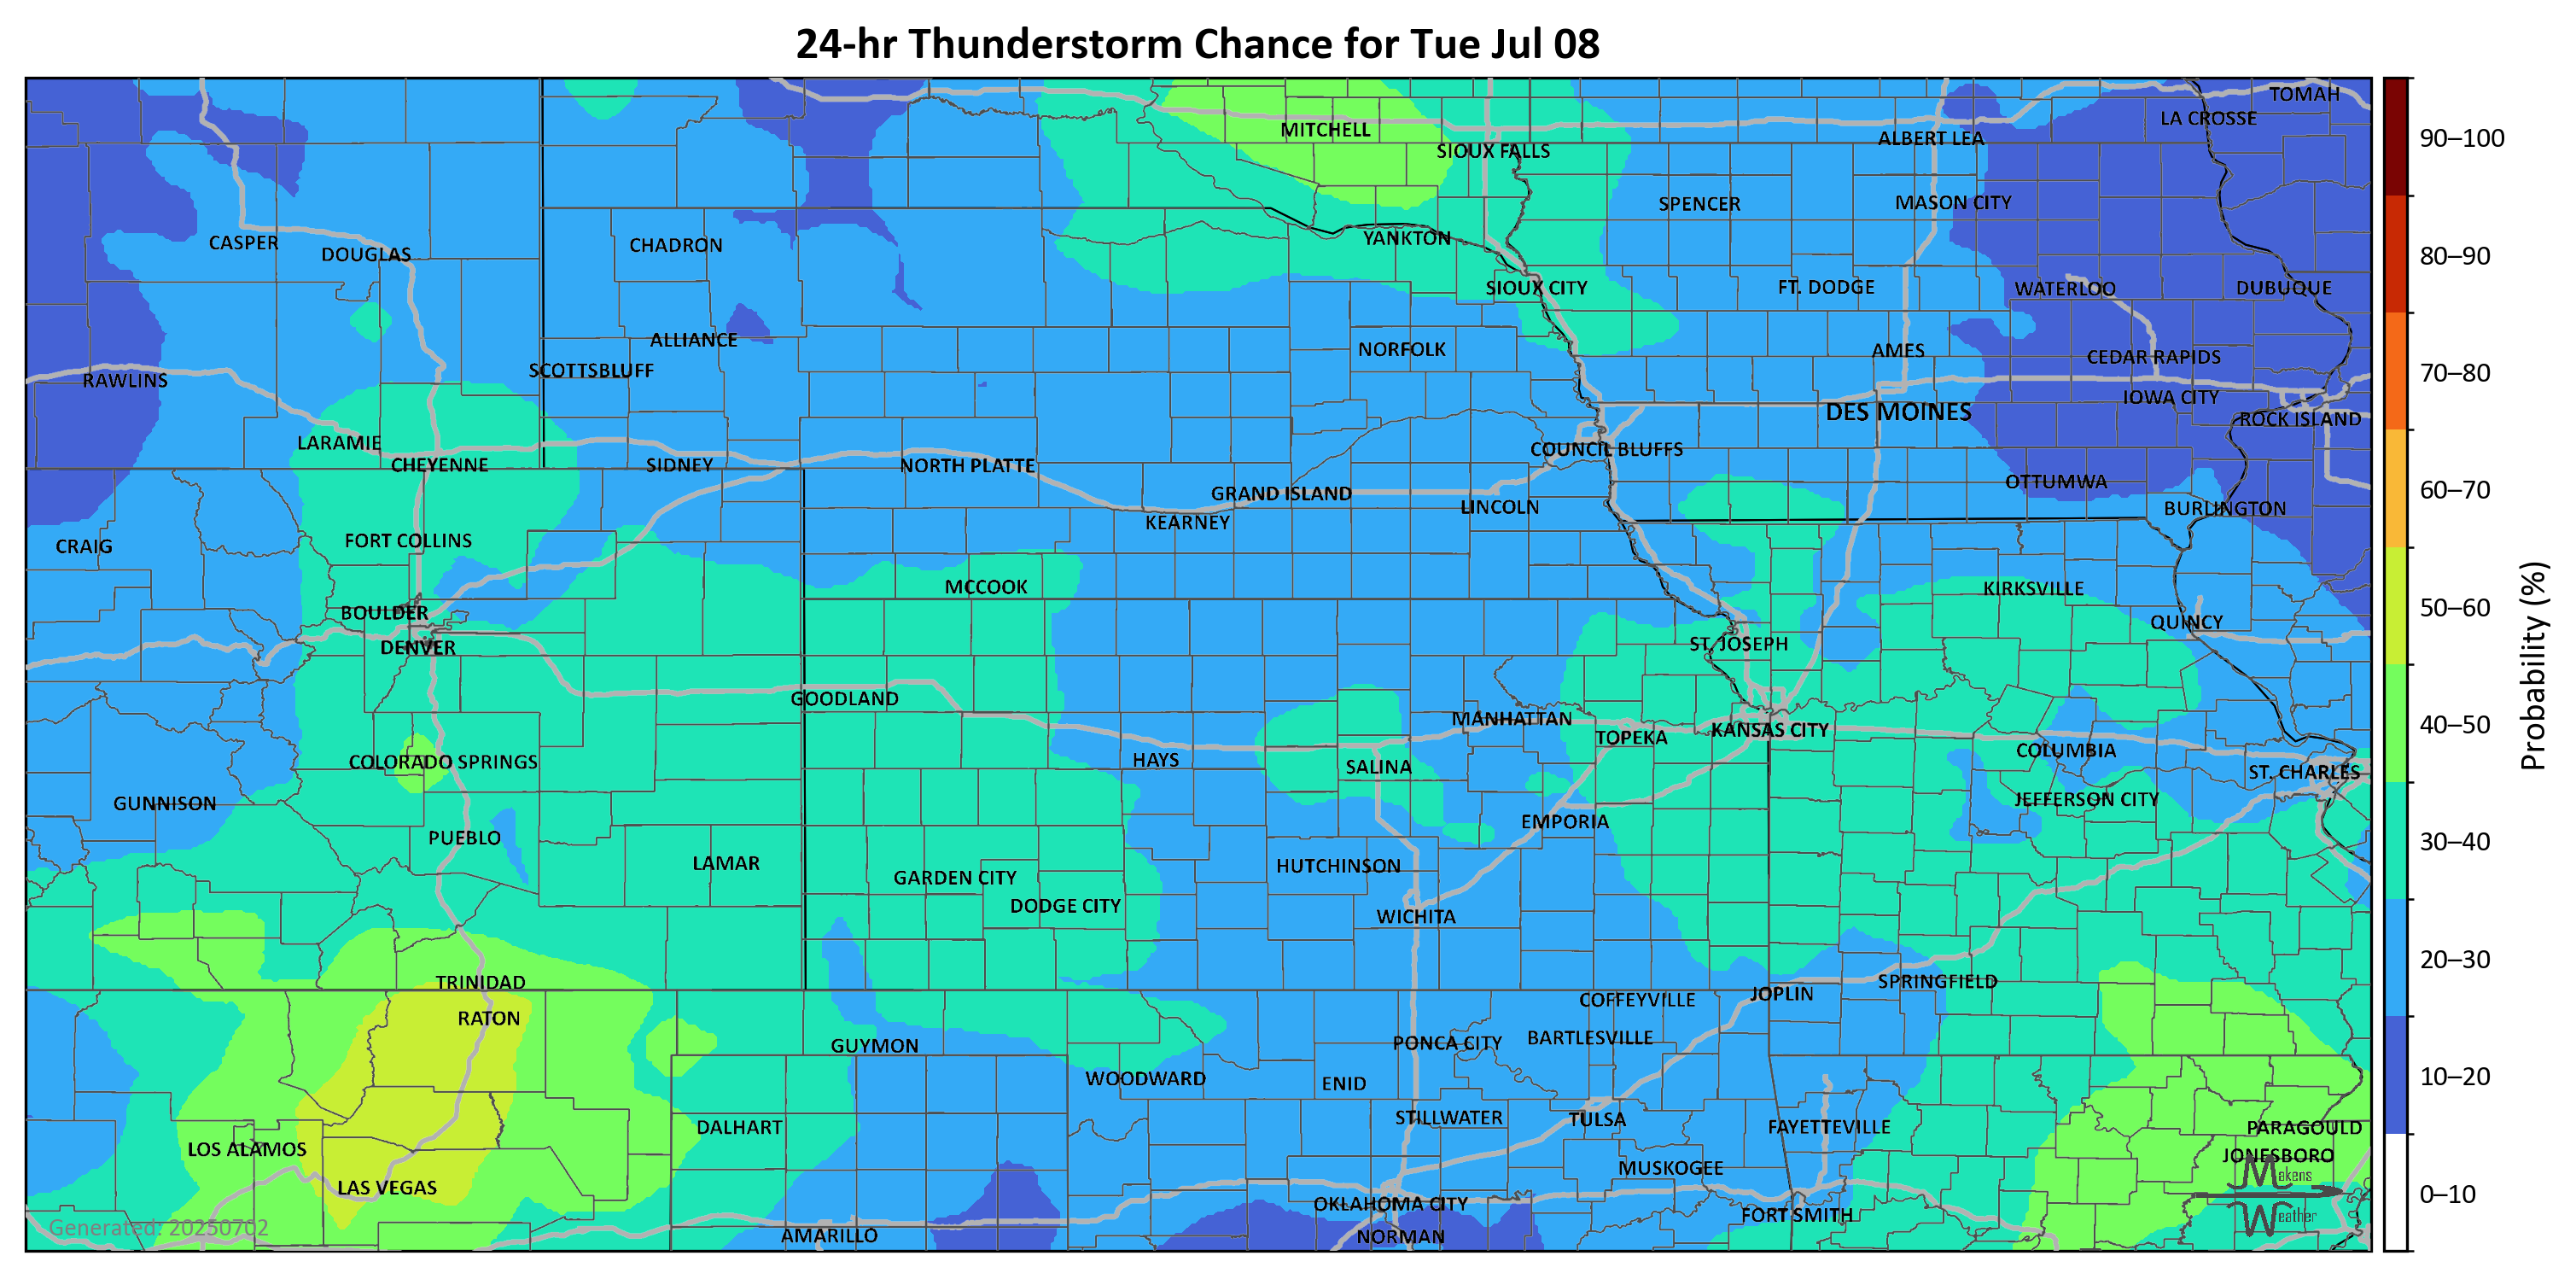 24-hr Thunderstorm Chance for Tue Jul 08
TOMAH
LA CROSSE
MITCHELL
ALBERT LEA
90–100
SIOUX FALLS
SPENCER
MASON CITY
YANKTON
CASPER
CHADRON
DOUGLAS
80–90
SIOUX CITY
FT. DODGE
WATERLOO
DUBUQUE
ALLIANCE
NORFOLK
AMES
CEDAR RAPIDS
SCOTTSBLUFF
70–80
RAWLINS
IOWA CITY
DES MOINES
ROCK ISLAND
LARAMIE
COUNCIL BLUFFS
CHEYENNE
SIDNEY
NORTH PLATTE
OTTUMWA
60–70
GRAND ISLAND
LINCOLN
BURLINGTON
KEARNEY
FORT COLLINS
CRAIG
MCCOOK
KIRKSVILLE
50–60
BOULDER
QUINCY
DENVER
ST. JOSEPH
Probability (%)
GOODLAND
MANHATTAN
40–50
KANSAS CITY
TOPEKA
COLUMBIA
COLORADO SPRINGS
HAYS
SALINA
ST. CHARLES
GUNNISON
JEFFERSON CITY
EMPORIA
PUEBLO
30–40
LAMAR
HUTCHINSON
GARDEN CITY
DODGE CITY
WICHITA
20–30
TRINIDAD
SPRINGFIELD
JOPLIN
COFFEYVILLE
RATON
BARTLESVILLE
PONCA CITY
GUYMON
WOODWARD
ENID
10–20
STILLWATER
TULSA
DALHART
FAYETTEVILLE
PARAGOULD
LOS ALAMOS
JONESBORO
MUSKOGEE
Makens
LAS VEGAS
0–10
OKLAHOMA CITY
FORT SMITH
Weather
Generated: 20250702
AMARILLO
NORMAN